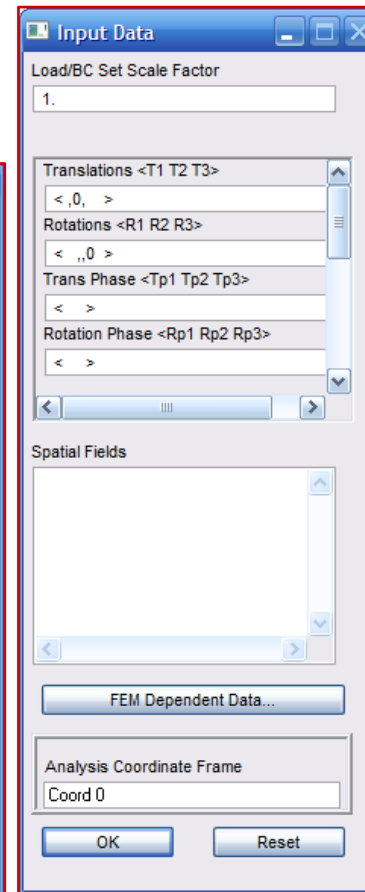 Input Data
Load/BC Set Scale Factor
1.
Translations <T1 T2 T3>
< ,0, >
Rotations <R1 R2 R3>
< ,,0 >
Trans Phase <Tp1 Tp2 Tp3>
< >
Rotation Phase <Rp1 Rp2 Rp3>
< >
Spatial Fields
FEM Dependent Data...
Analysis Coordinate Frame
Coord 0
OK Reset